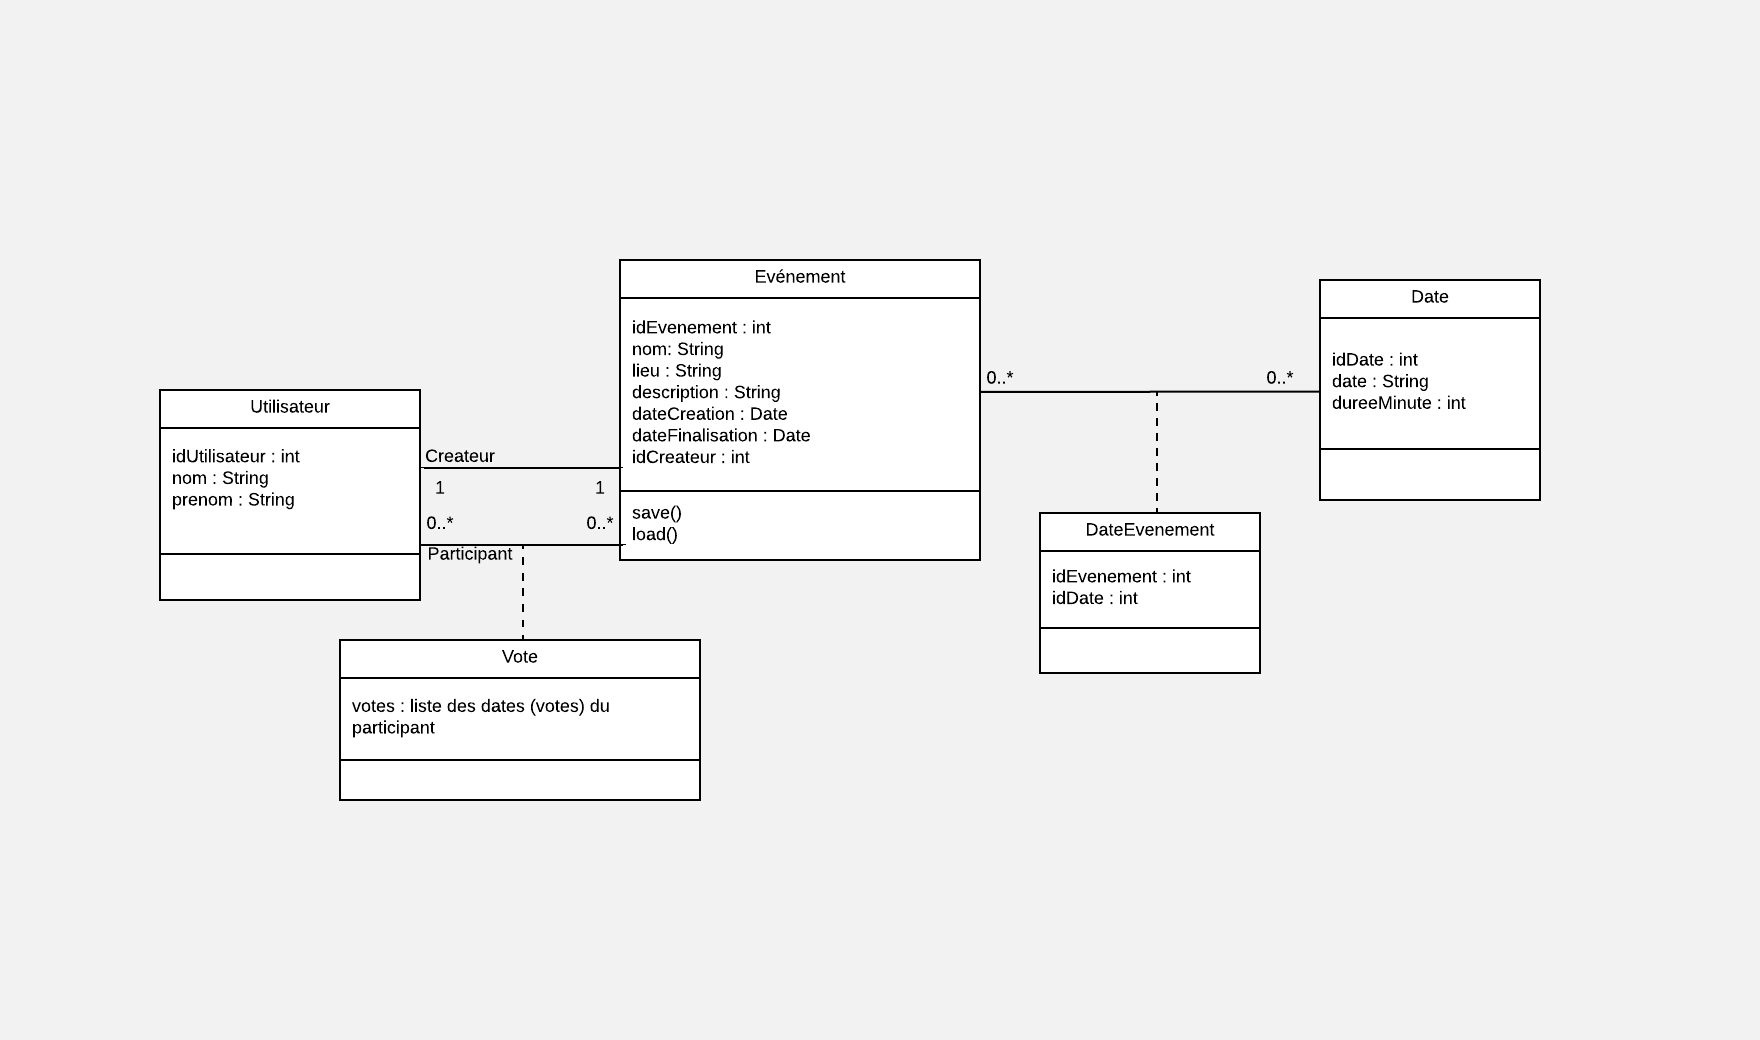 Evénement
idEvenement : int
nom: String
lieu : String
description : String
dateCreation : Date
dateFinalisation : Date
idCreateur : int
save()
load()
Date
idDate : int
date : String
dureeMinute : int
0..*
0..*
Utilisateur
idUtilisateur : int
nom : String
prenom : String
Createur
1
1
0..*
0..*
Participant
DateEvenement
idEvenement : int
idDate : int
Vote
votes : liste des dates (votes) du
participant